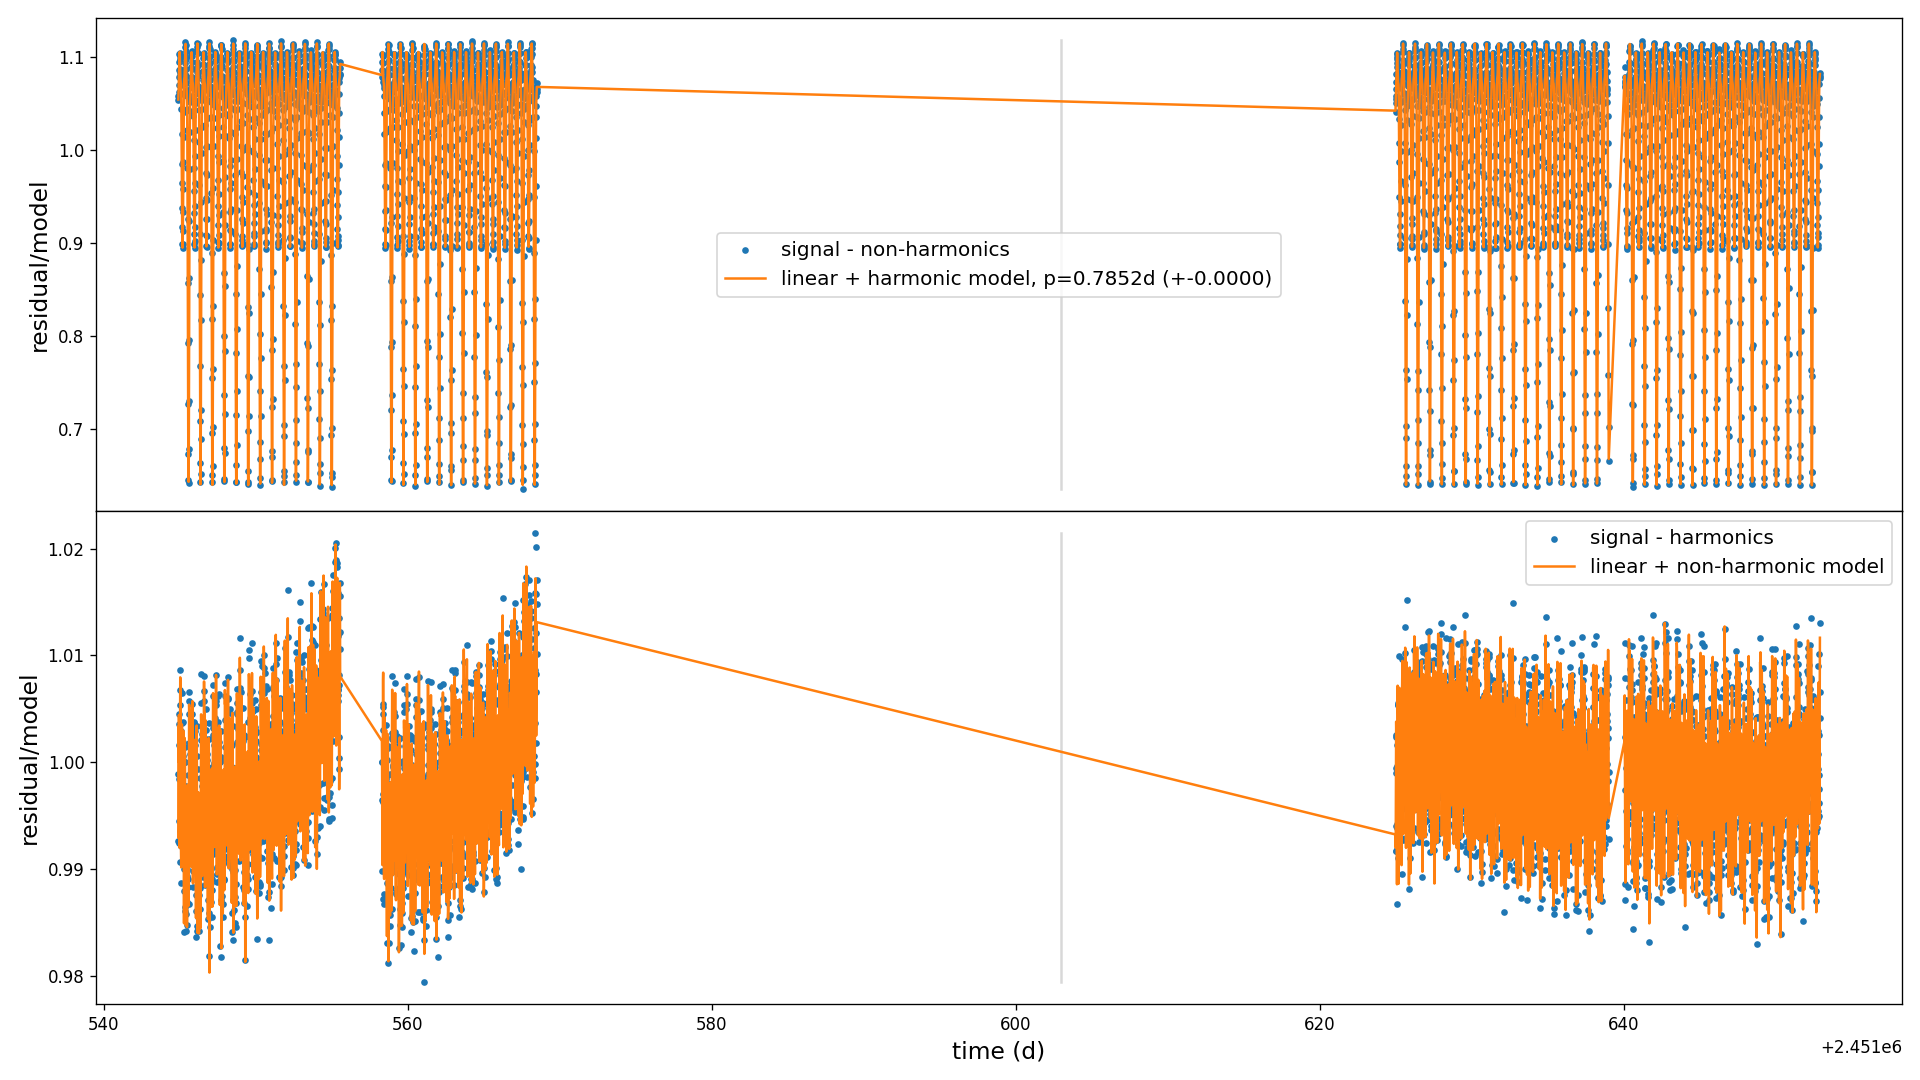 1.1
1.0
0.9
0.8
0.7
residual/model
signal - non-harmonics
linear + harmonic model, p=0.7852d (+-0.0000)
1.02
1.01
1.00
0.99
0.98
residual/model
signal - harmonics
linear + non-harmonic model
540
560
580
600
620
640
time (d)
+2.451e6